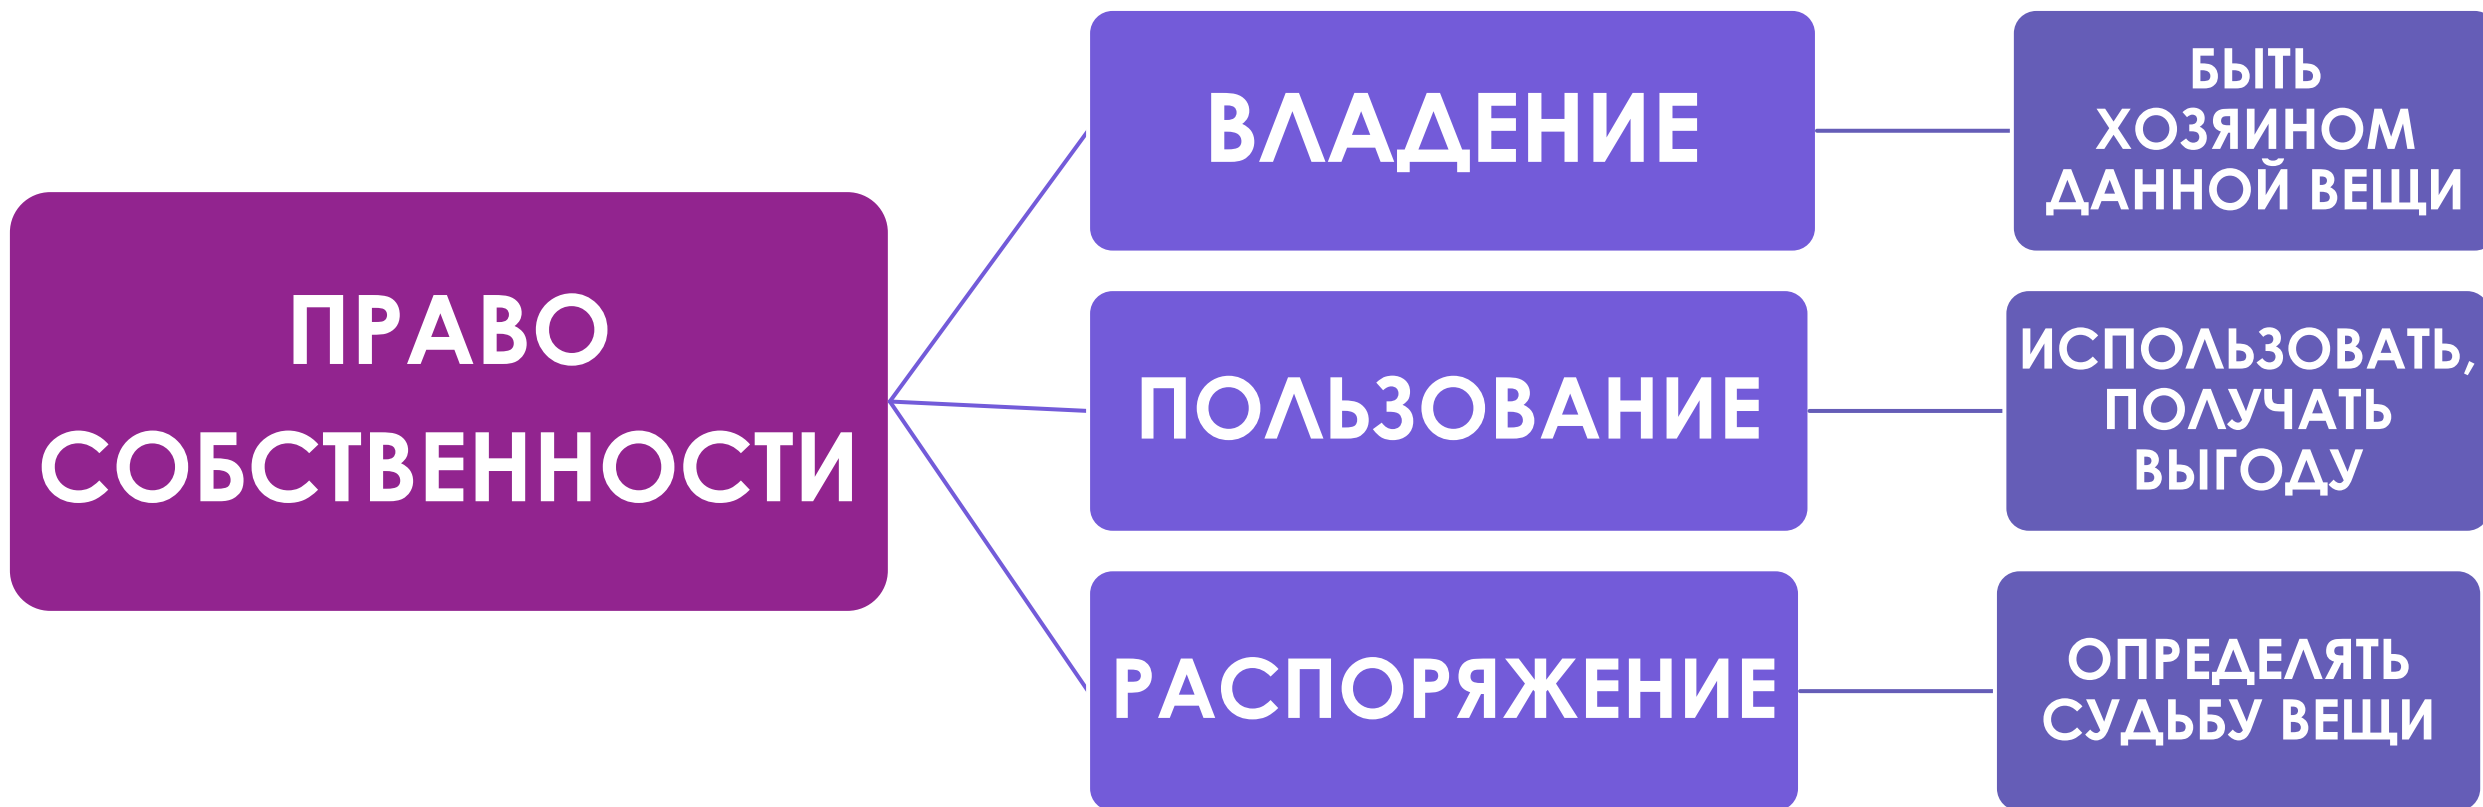 ПРАВО
СОБСТВЕННОСТИ
ВЛАДЕНИЕ
БЫТЬ
ХОЗЯИНОМ
ДАННОЙ ВЕЩИ
ПОЛЬЗОВАНИЕ
ИСПОЛЬЗОВАТЬ,
ПОЛУЧАТЬ
ВЫГОДУ
РАСПОРЯЖЕНИЕ
ОПРЕДЕЛЯТЬ
СУДЬБУ ВЕЩИ